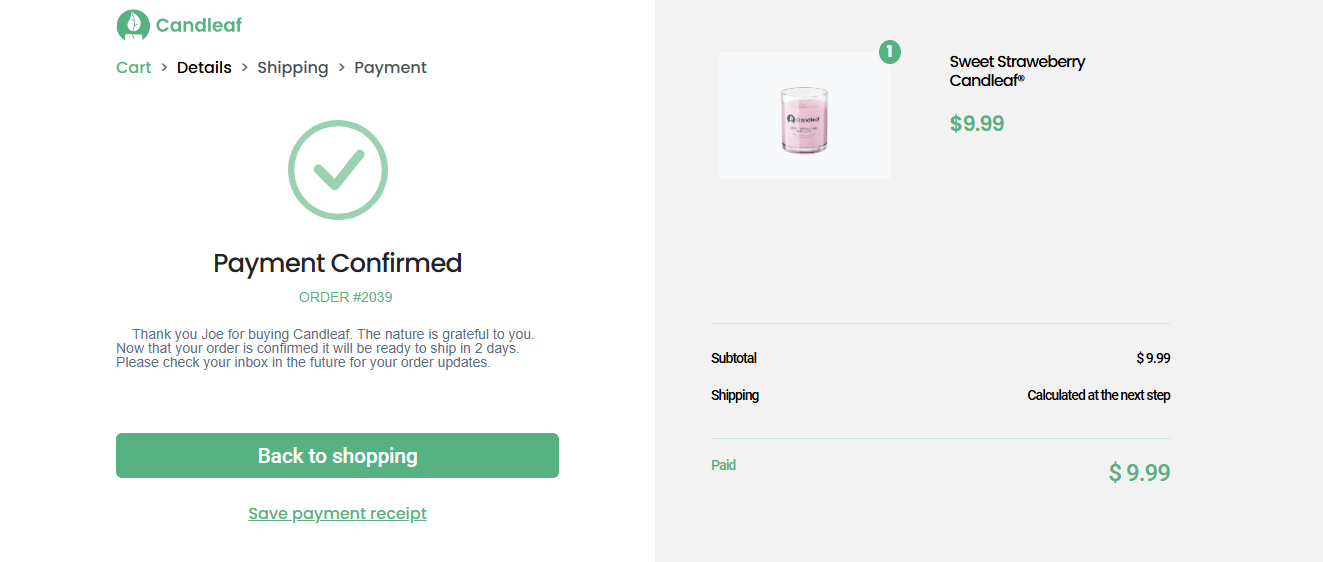 Candleaf
Cart > Details > Shipping > Payment
Payment Confirmed
ORDER #2039
Thank you Joe for buying Candleaf. The nature is grateful to you.
Now that your order is confirmed it will be ready to ship in 2 days.
Please check your inbox in the future for your order updates.
Back to shopping
Save payment receipt
1
Candleaf
Sweet Straweberry
Candleaf®
$9.99
Subtotal $ 9.99
Shipping Calculated at the next step
Paid $ 9.99